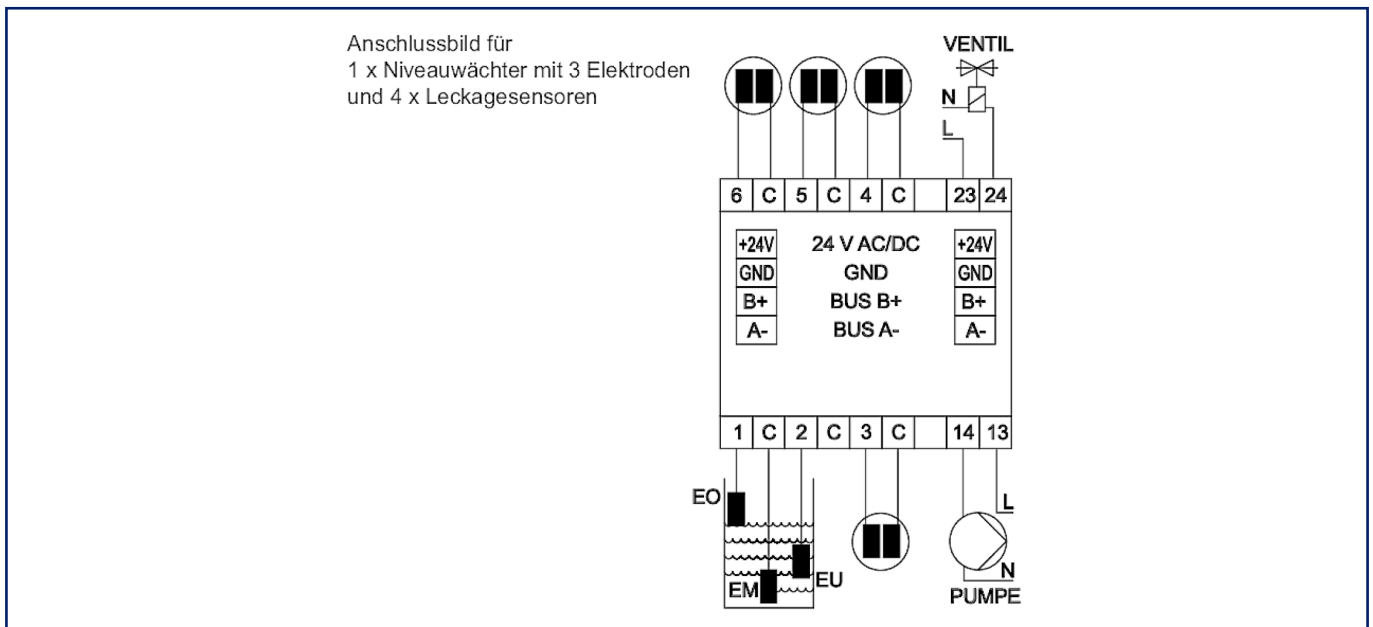 Anschlussbild für
1 x Niveauwächter mit 3 Elektroden
und 4 x Leckagesensoren
VENTIL
N
L
6 C 5 C 4 C 23 24
+24V 24 V AC/DC +24V
GND GND GND
B+ BUS B+ B+
A- BUS A- A-
1 C 2 C 3 C 14 13
EO
L
EU
N
EM
PUMPE